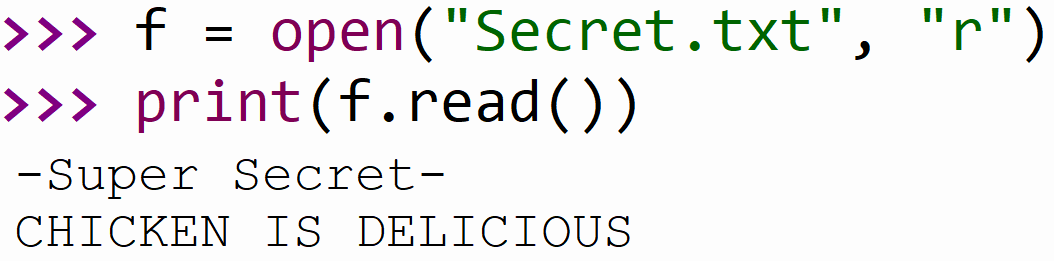 >>> f = open("Secret.txt", "r")
>>> print(f.read())
-Super Secret-
CHICKEN IS DELICIOUS